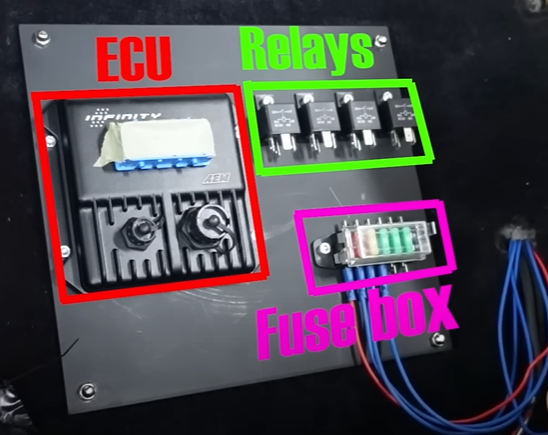 ECU
Relays
INFINITY
AEM
Fuse box